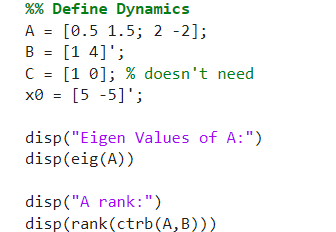 %% Define Dynamics
A = [0.5 1.5; 2 -2];
B = [1 4]';
C = [1 0]; % doesn't need
x0 = [5 -5]';
disp("Eigen Values of A:")
disp(eig(A))
disp("A rank:")
disp(rank(ctrb(A,B)))